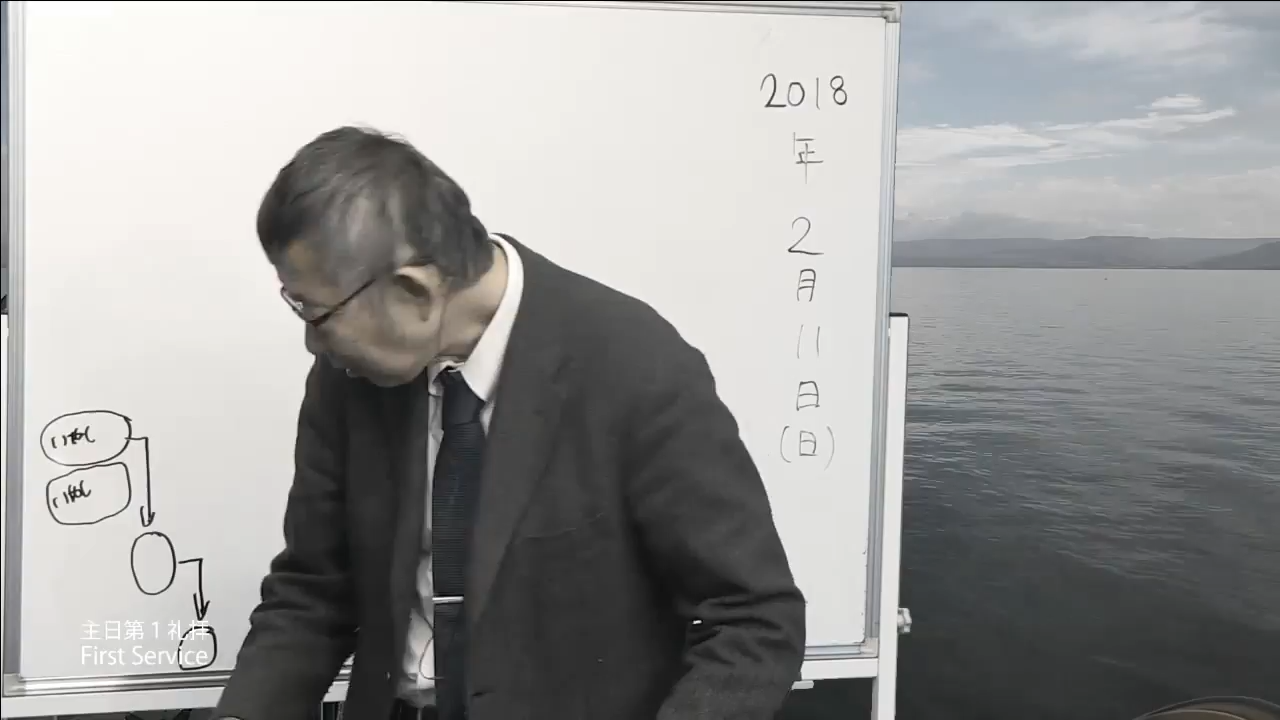 2018
年
2
月
11
日
(日)
主日第1礼拝
First Service